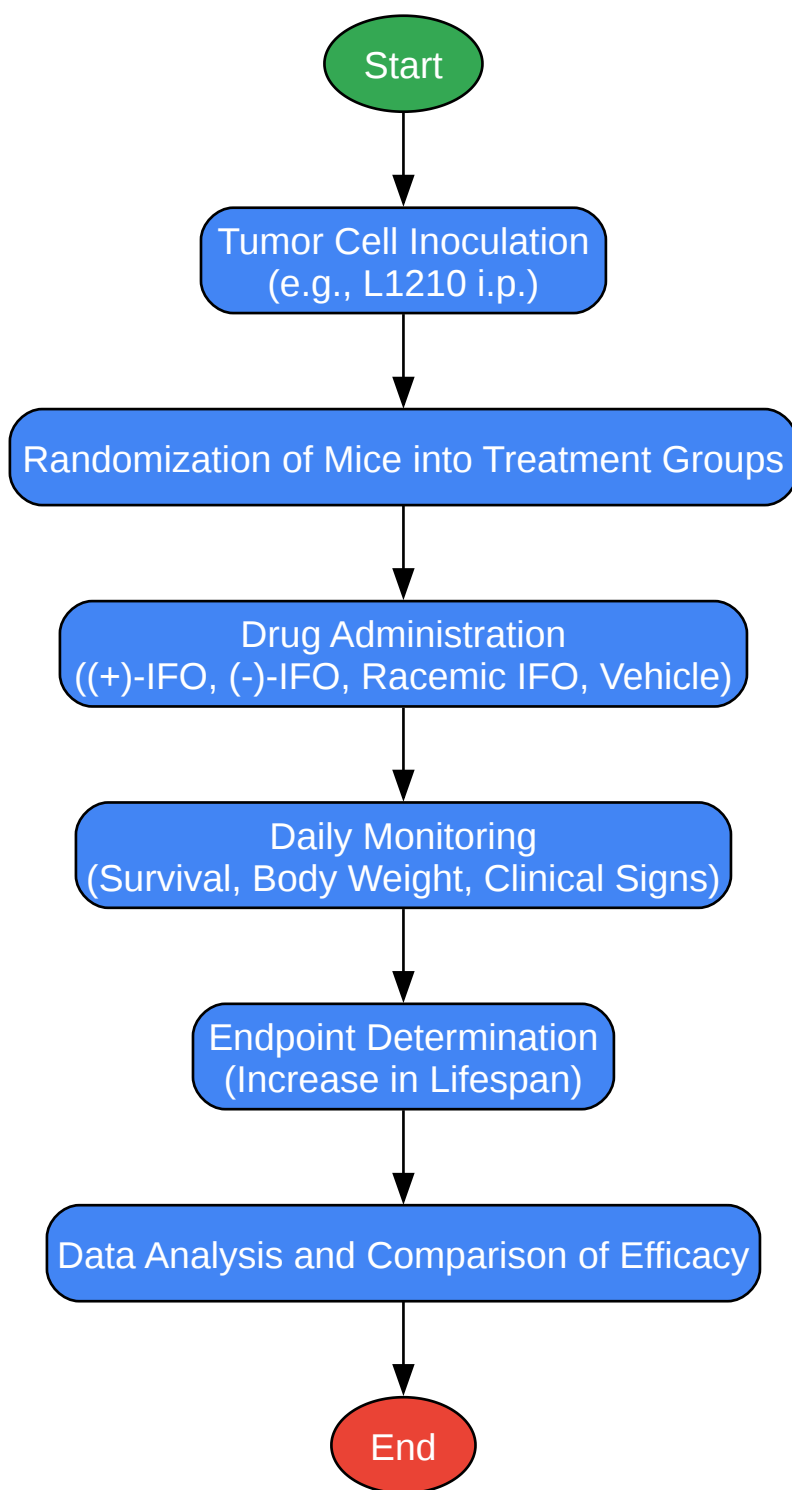 Start
Tumor Cell Inoculation
(e.g., L1210 i.p.)
Randomization of Mice into Treatment Groups
Drug Administration
((+)-IFO, (-)-IFO, Racemic IFO, Vehicle)
Daily Monitoring
(Survival, Body Weight, Clinical Signs)
Endpoint Determination
(Increase in Lifespan)
Data Analysis and Comparison of Efficacy
End